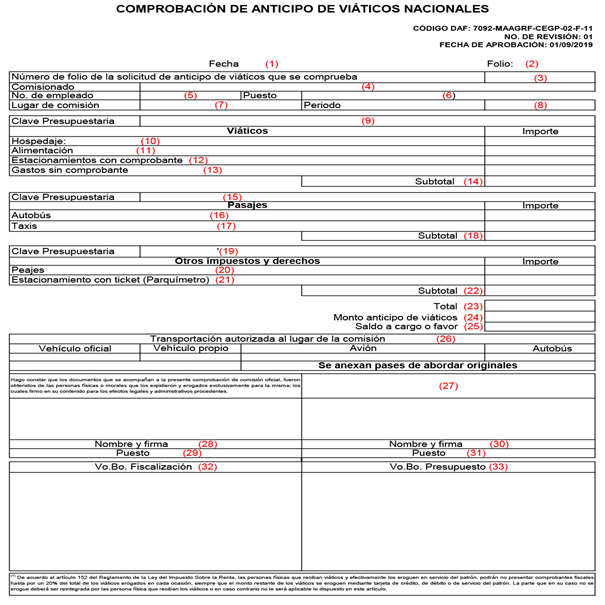 COMPROBACIÓN DE ANTICIPO DE VIÁTICOS NACIONALES
CÓDIGO DAF: 7092-MAAGRF-CEGP-02-F-11
NO. DE REVISIÓN: 01
FECHA DE APROBACIÓN: 01/09/2019
Fecha (1) Folio: (2)
Número de folio de la solicitud de anticipo de viáticos que se comprueba (3)
Comisionado (4)
No. de empleado (5) Puesto (6)
Lugar de comisión (7) Periodo (8)
Clave Presupuestaria (9)
Viáticos Importe
Hospedaje: (10)
Alimentación (11)
Estacionamientos con comprobante (12)
Gastos sin comprobante (13)
Subtotal (14)
Clave Presupuestaria (15)
Pasajes Importe
Autobús (16)
Taxis (17)
Subtotal (18)
Clave Presupuestaria '(19)
Otros impuestos y derechos Importe
Peajes (20)
Estacionamiento con ticket (Parquímetro) (21)
Subtotal (22)
Total (23)
Monto anticipo de viáticos (24)
Saldo a cargo o favor (25)
Transportación autorizada al lugar de la comisión (26)
Vehículo oficial Vehículo propio Avión Autobús
Se anexan pases de abordar originales
Hago constar que los documentos que se acompañan a la presente comprobación de comisión oficial, fueron
obtenidos de las personas físicas o morales que los expidieron y erogados exclusivamente para la misma; los
cuales firmo en su contenido para los efectos legales y administrativos procedentes.
(27)
Nombre y firma (28) Nombre y firma (30)
Puesto (29) Puesto (31)
Vo.Bo. Fiscalización (32) Vo.Bo. Presupuesto (33)
De acuerdo al artículo 152 del Reglamento de la Ley del Impuesto Sobre la Renta, las personas físicas que reciban viáticos y efectivamente los eroguen en servicio del patrón, podrán no presentar comprobantes fiscales
hasta por un 20% del total de los viáticos erogados en cada ocasión, siempre que el monto restante de los viáticos se eroguen mediante tarjeta de crédito, de débito o de servicio del patrón. La parte que en su caso no se
erogue deberá ser reintegrada por las persona física que reciban los viáticos o en caso contrario no le será aplicable lo dispuesto en este artículo.